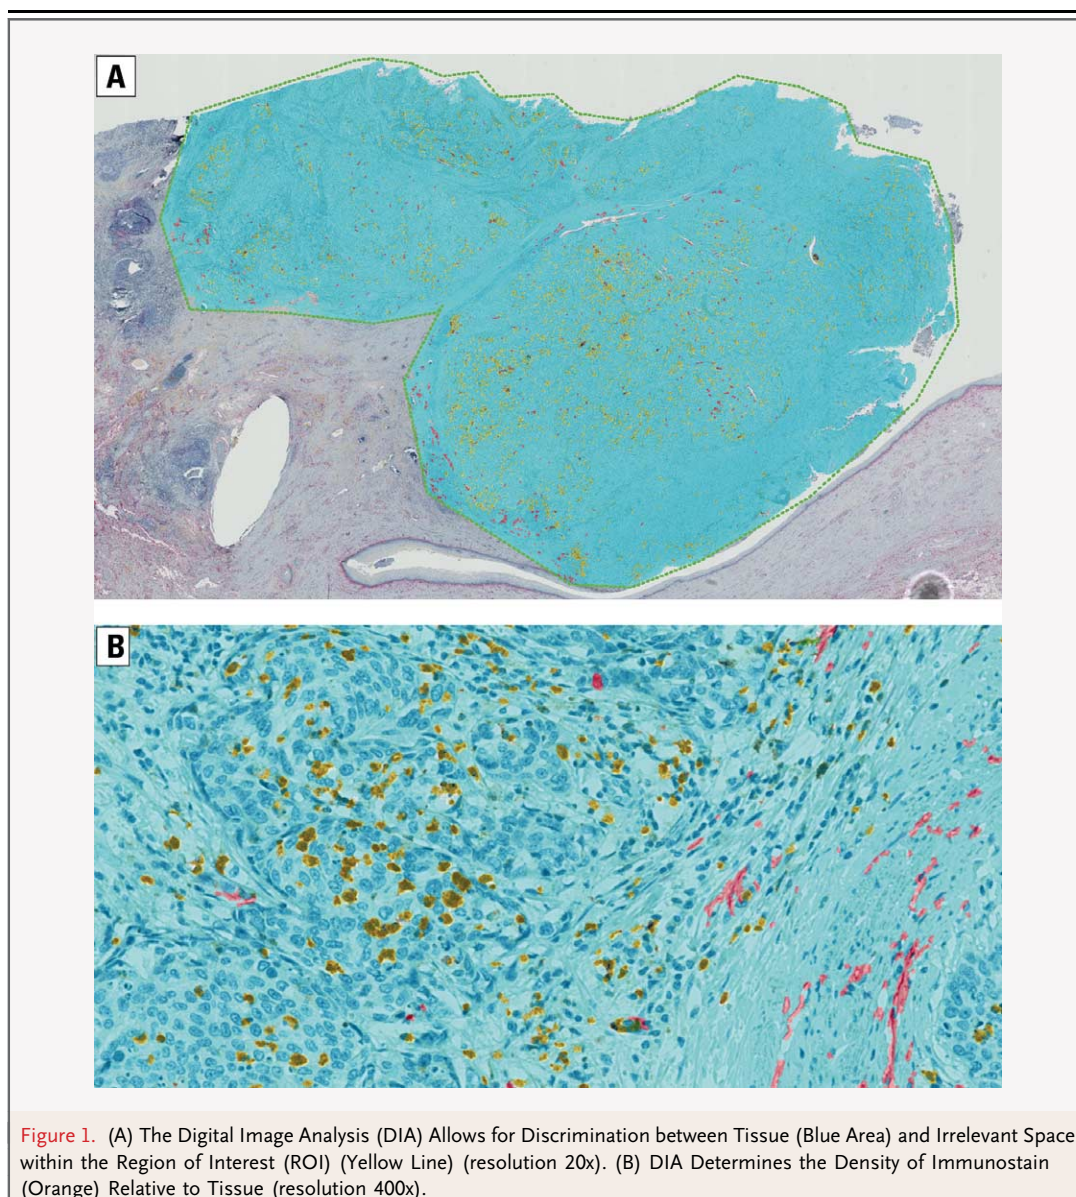 A
B
Figure 1. (A) The Digital Image Analysis (DIA) Allows for Discrimination between Tissue (Blue Area) and Irrelevant Space
within the Region of Interest (ROI) (Yellow Line) (resolution 20x). (B) DIA Determines the Density of Immunostain
(Orange) Relative to Tissue (resolution 400x).